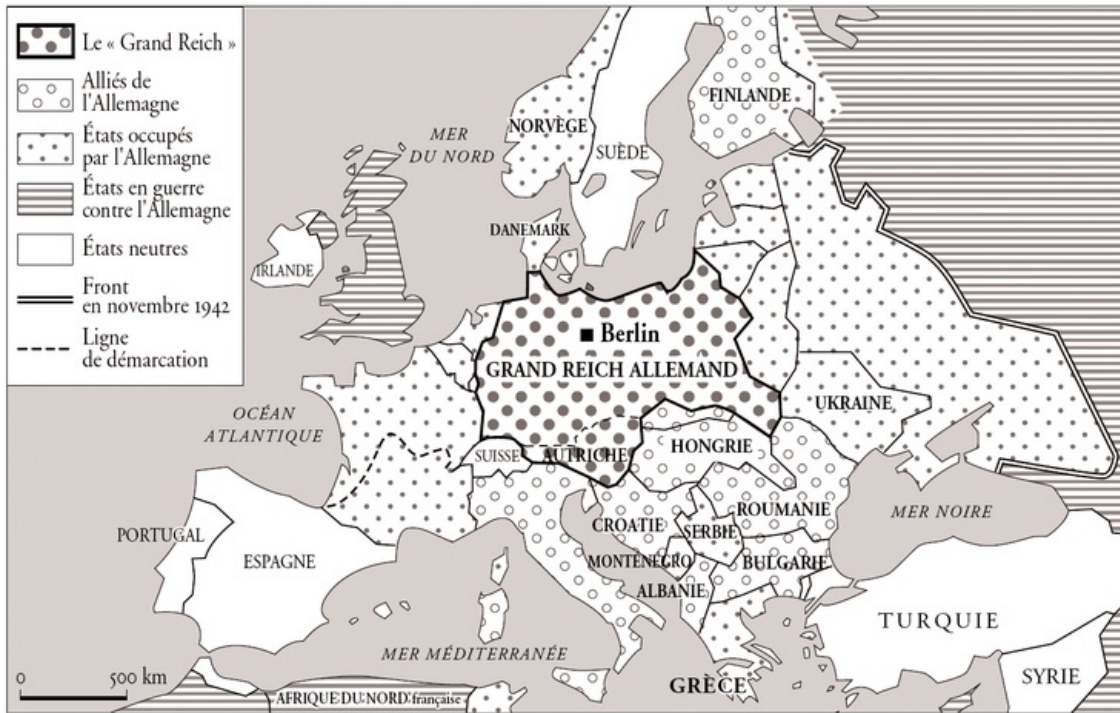 Le « Grand Reich »
Alliés de
l'Allemagne
États occupés
par l'Allemagne
États en guerre
contre l'Allemagne
États neutres
Front
en novembre 1942
Ligne
de démarcation
FINLANDE
NORVÈGE
MER
DU NORD
SUÈDE
DANEMARK
IRLANDE
Berlin
GRAND REICH ALLEMAND
UKRAINE
OCÉAN
ATLANTIQUE
HONGRIE
SUISSE
AUTRICHE
ROUMANIE
MER NOIRE
CROATIE
SERBIE
PORTUGAL
ESPAGNE
MONTÉNÉGRO
BULGARIE
ALBANIE
TURQUIE
MER MÉDITERRANÉE
SYRIE
GRÈCE
0 500 km
AFRIQUE DU NORD française